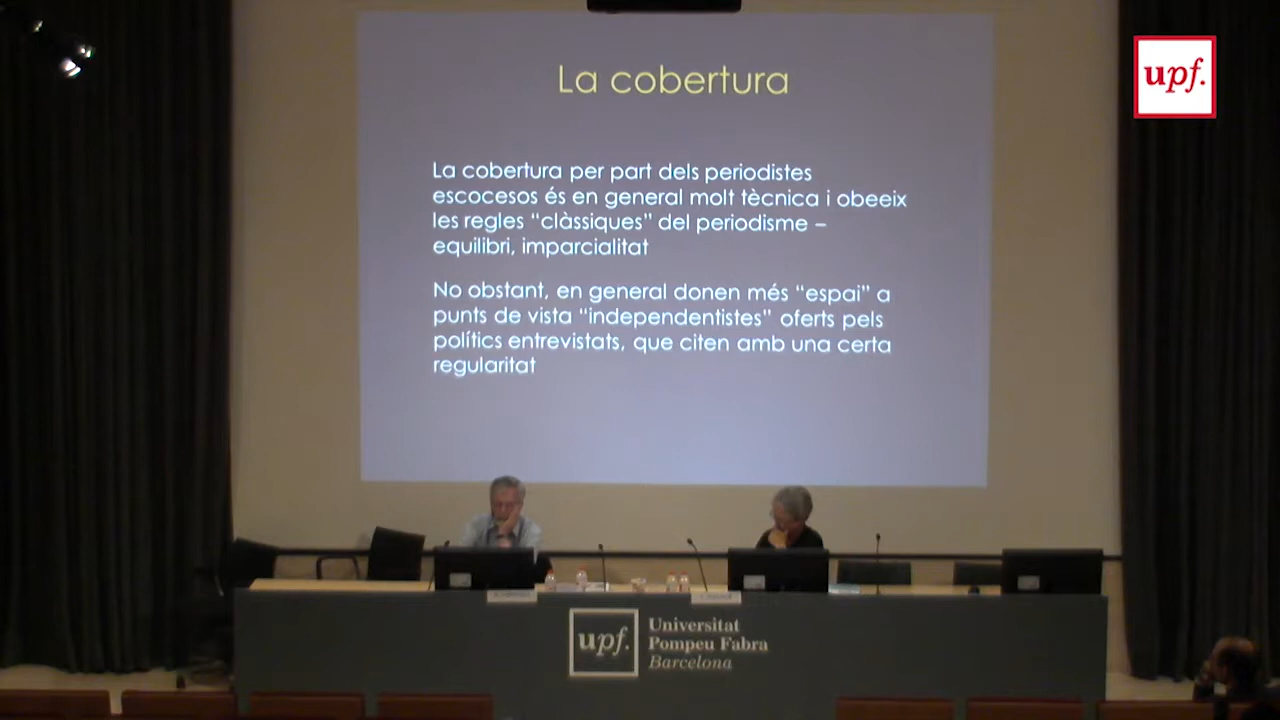 La cobertura
upf.
La cobertura per part dels periodistes
escocesos és en general molt tècnica i obeeix
les regles “clàssiques” del periodisme –
equilibri, imparcialitat
No obstant, en general donen més “espai” a
punts de vista “independentistes” oferts pels
polítics entrevistats, que citen amb una certa
regularitat
upf.
Universitat
Pompeu Fabra
Barcelona